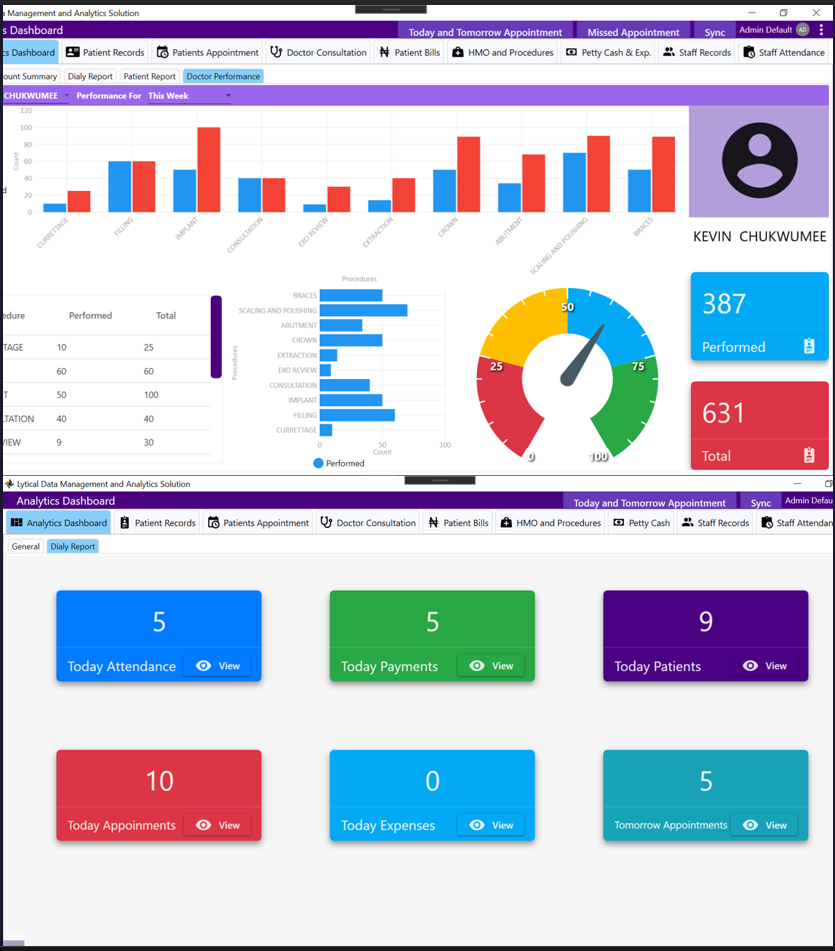 a Management and Analytics Solution
s Dashboard
Today and Tomorrow Appointment Missed Appointment Sync Admin Default AD
cs Dashboard Patient Records Patients Appointment Doctor Consultation Patient Bills HMO and Procedures Petty Cash & Exp. Staff Records Staff Attendance
ount Summary Dialy Report Patient Report Doctor Performance
CHUKWUMEE Performance For This Week
120
100
80
60
40
20
0
Count
d
CURRETTAGE FILLING IMPLANT CONSULTATION EXO REVIEW EXTRACTION CROWN ABUTMENT SCALING AND POLISHING BRACES
KEVIN CHUKWUMEE
edure Performed Total
TAGE 10 25
60 60
T 50 100
LTATION 40 40
VIEW 9 30
Procedures
Procedures
BRACES
SCALING AND POLISHING
ABUTMENT
CROWN
EXTRACTION
EXO REVIEW
CONSULTATION
IMPLANT
FILLING
CURRETTAGE
0 50 100
Count
Performed
0 25 50 75 100
387
Performed
631
Total
Lytical Data Management and Analytics Solution
Analytics Dashboard
Today and Tomorrow Appointment Sync Admin Defau
Analytics Dashboard Patient Records Patients Appointment Doctor Consultation Patient Bills HMO and Procedures Petty Cash Staff Records Staff Attendan
General Dialy Report
5
Today Attendance View
5
Today Payments View
9
Today Patients View
10
Today Appoinments View
0
Today Expenses View
5
Tomorrow Appointments View